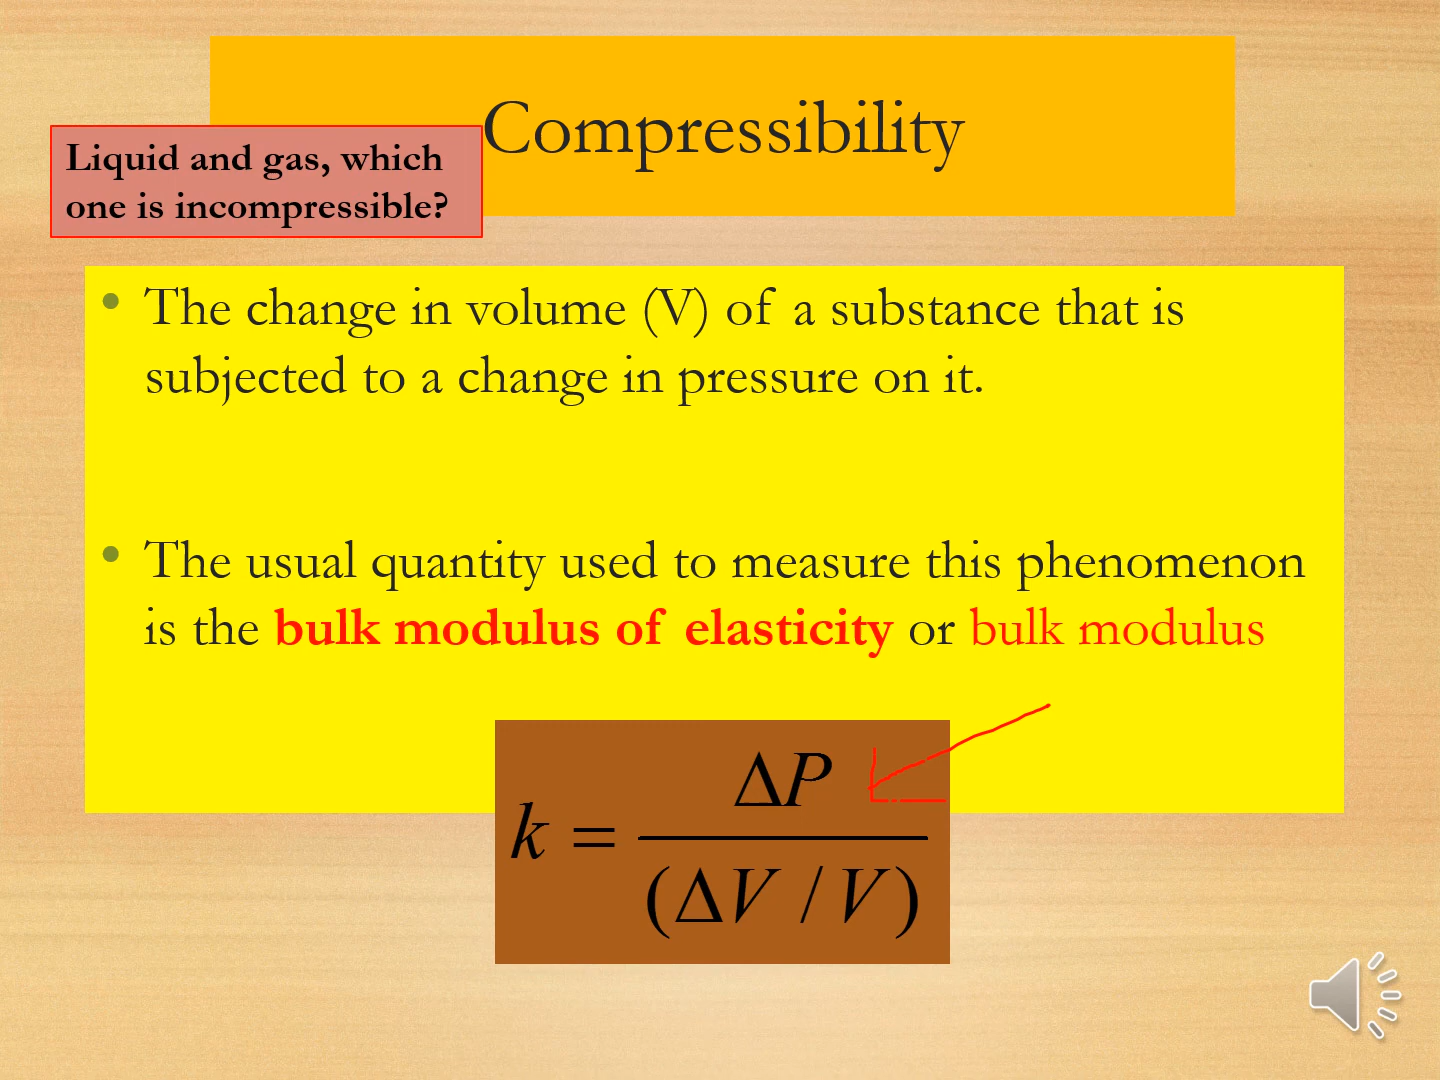 Compressibility
Liquid and gas, which
one is incompressible?
• The change in volume (V) of a substance that is
subjected to a change in pressure on it.
• The usual quantity used to measure this phenomenon
is the bulk modulus of elasticity or bulk modulus
k = ΔP / (ΔV / V)